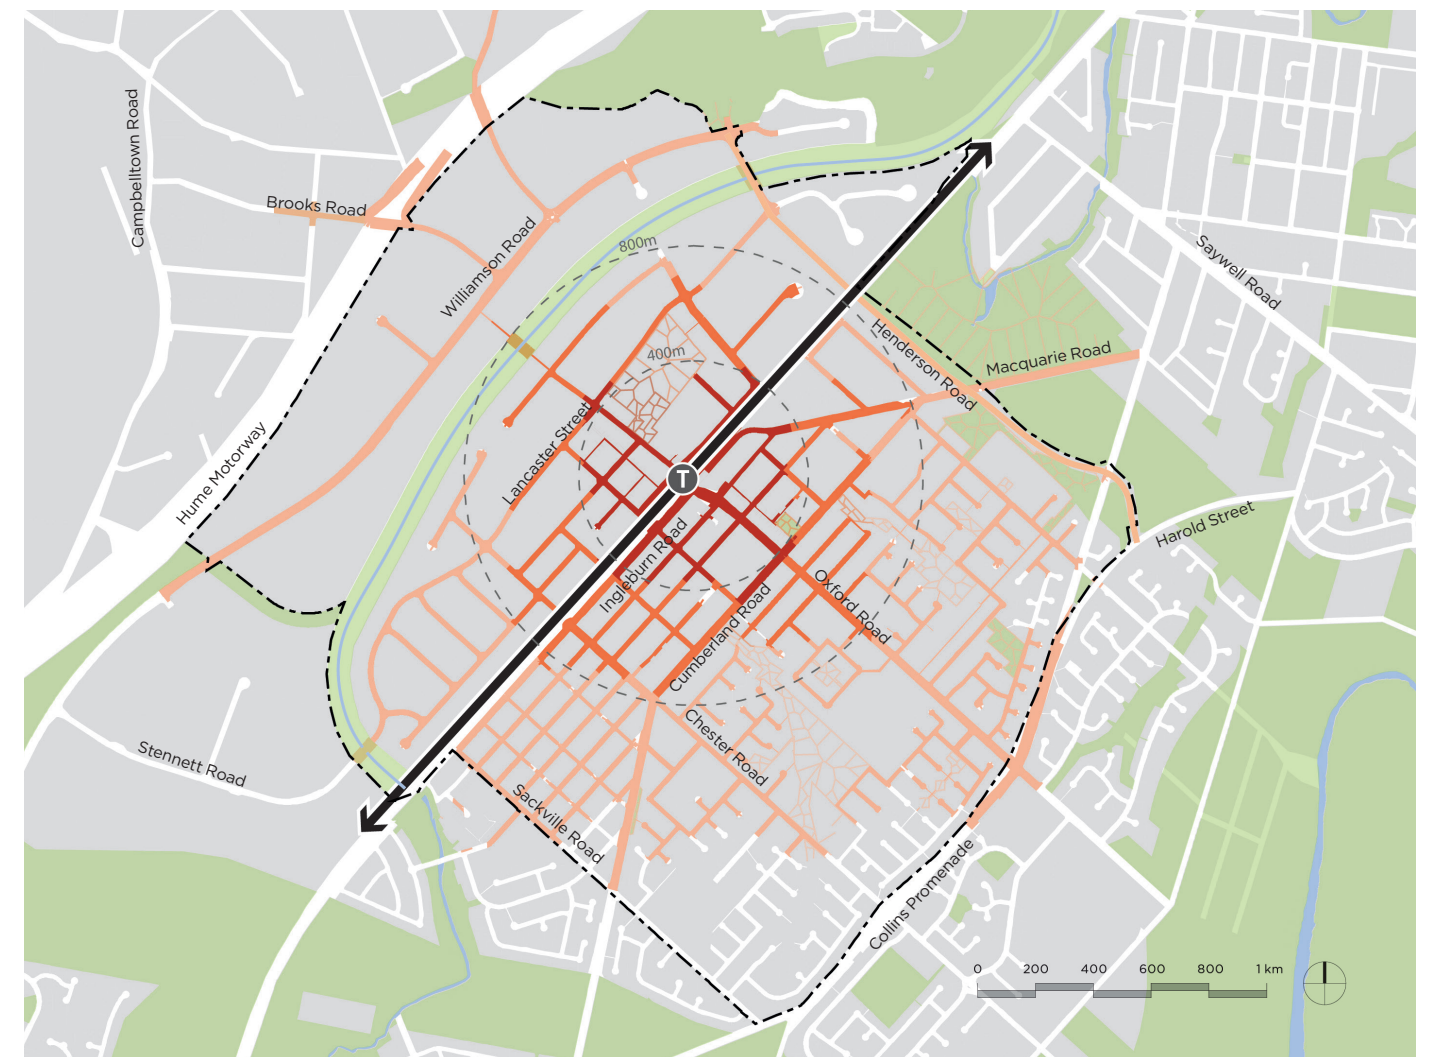 Campbelltown Road
Brooks Road
Williamson Road
800m
Saywell Road
400m
Henderson Road
Macquarie Road
Lancaster Street
Hume Motorway
T
Harold Street
Ingleburn Road
Oxford Road
Cumberland Road
Chester Road
Stennett Road
Sackville Road
Collins Promenade
0 200 400 600 800 1 km